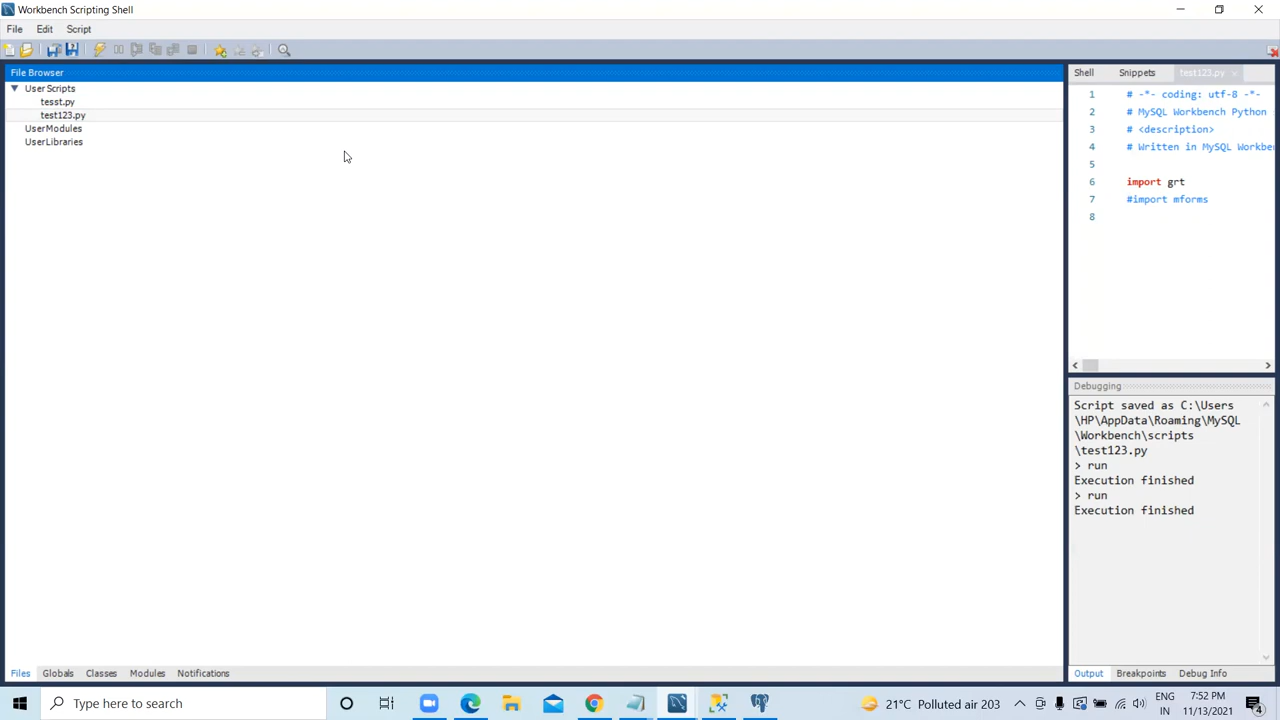 Workbench Scripting Shell
File Edit Script
File Browser
User Scripts
tesst.py
test123.py
UserModules
UserLibraries
Shell Snippets test123.py
1 # -*- coding: utf-8 -*-
2 # MySQL Workbench Python
3 # <description>
4 # Written in MySQL Workbe
5
6 import grt
7 #import mforms
8
Debugging
Script saved as C:\Users
\HP\AppData\Roaming\MySQL
\Workbench\scripts
\test123.py
> run
Execution finished
> run
Execution finished
Files Globals Classes Modules Notifications
Output Breakpoints Debug Info
Type here to search
21°C Polluted air 203
ENG
IN
7:52 PM
11/13/2021
4